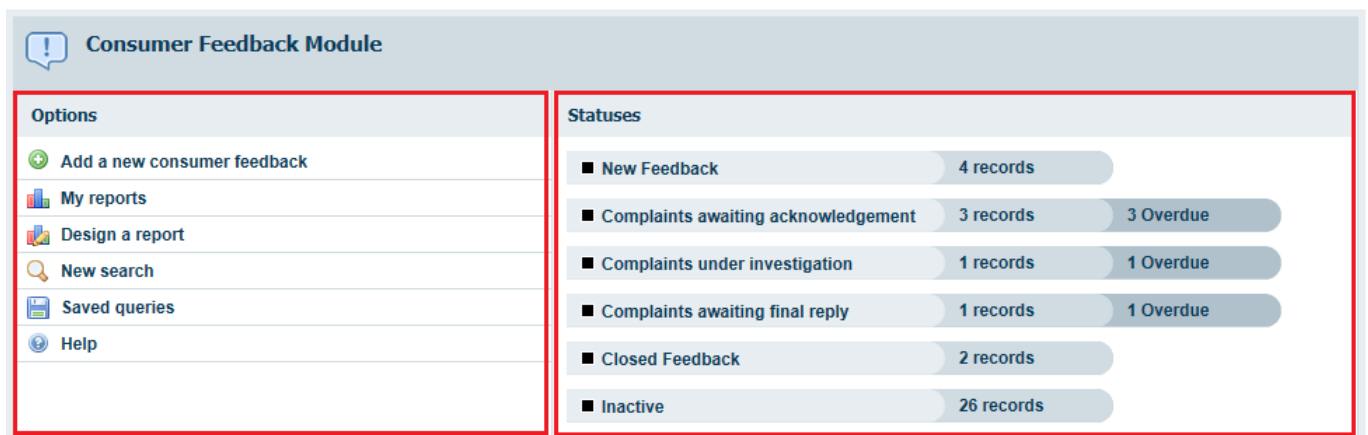 Consumer Feedback Module
Options
Add a new consumer feedback
My reports
Design a report
New search
Saved queries
Help
Statuses
New Feedback 4 records
Complaints awaiting acknowledgement 3 records 3 Overdue
Complaints under investigation 1 records 1 Overdue
Complaints awaiting final reply 1 records 1 Overdue
Closed Feedback 2 records
Inactive 26 records